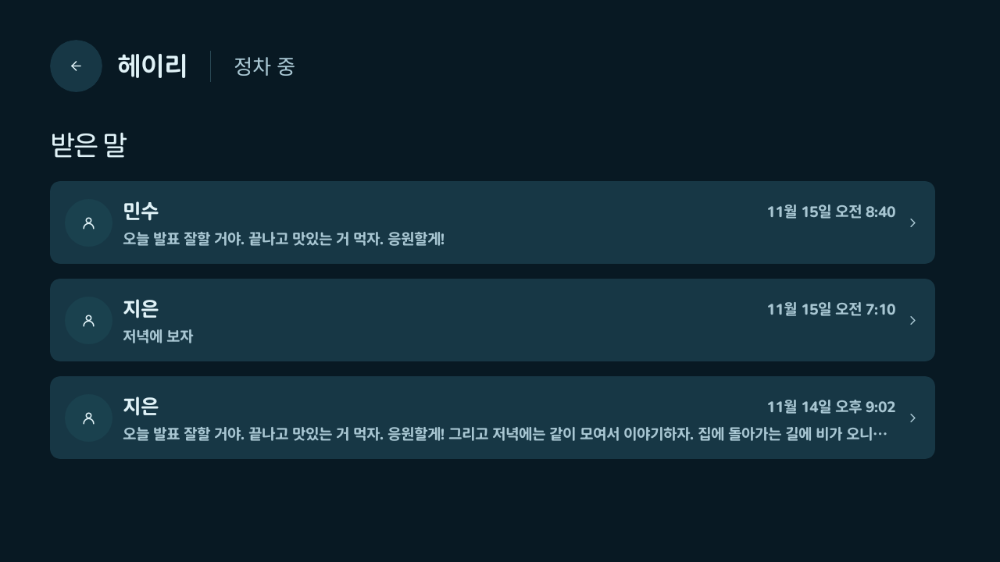 헤이리
정차 중
받은 말
민수
11월 15일 오전 8:40
오늘 발표 잘할 거야. 끝나고 맛있는 거 먹자. 응원할게!
지은
11월 15일 오전 7:10
저녁에 보자
지은
11월 14일 오후 9:02
오늘 발표 잘할 거야. 끝나고 맛있는 거 먹자. 응원할게! 그리고 저녁에는 같이 모여서 이야기하자. 집에 돌아가는 길에 비가 오니…